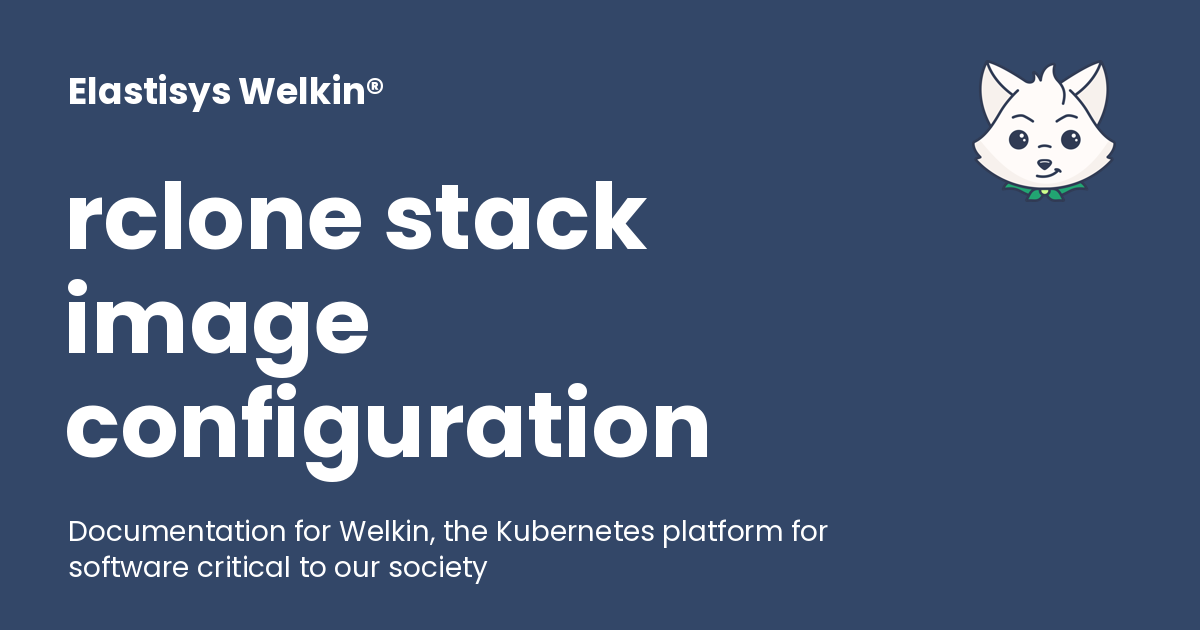 Elastisys Welkin®
rclone stack
image
configuration
Documentation for Welkin, the Kubernetes platform for
software critical to our society